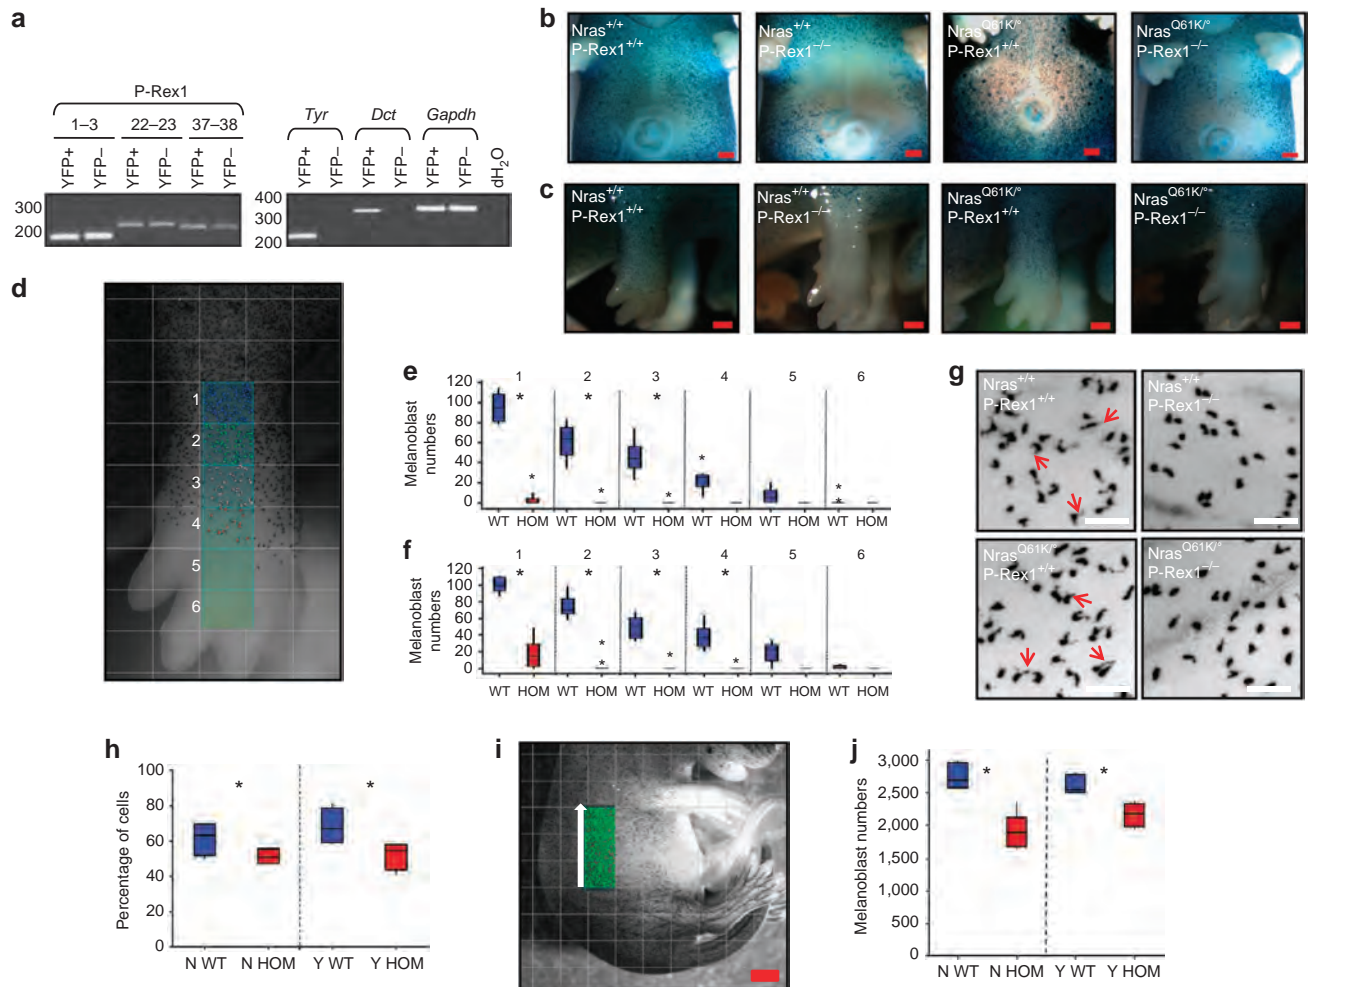 a
P-Rex1
1–3 22–23 37–38
YFP+ YFP– YFP+ YFP– YFP+ YFP–
300
200
Tyr Dct Gapdh
YFP+ YFP– YFP+ YFP– YFP+ YFP– dH2O
400
300
200
b
Nras+/+
P-Rex1+/+
Nras+/+
P-Rex1–/–
NrasQ61K/°
P-Rex1+/+
NrasQ61K/°
P-Rex1–/–
c
Nras+/+
P-Rex1+/+
Nras+/+
P-Rex1–/–
NrasQ61K/°
P-Rex1+/+
NrasQ61K/°
P-Rex1–/–
d
1
2
3
4
5
6
e
Melanoblast
numbers
1 2 3 4 5 6
120
100
80
60
40
20
0
* * * * * * * * *
WT HOM WT HOM WT HOM WT HOM WT HOM WT HOM
f
Melanoblast
numbers
1 2 3 4 5 6
120
100
80
60
40
20
0
* * * * * * * *
WT HOM WT HOM WT HOM WT HOM WT HOM WT HOM
g
Nras+/+
P-Rex1+/+
Nras+/+
P-Rex1–/–
NrasQ61K/°
P-Rex1+/+
NrasQ61K/°
P-Rex1–/–
h
Percentage of cells
100
80
60
40
20
0
* *
N WT N HOM Y WT Y HOM
i
j
Melanoblast numbers
3,000
2,500
2,000
1,500
1,000
500
0
* *
N WT N HOM Y WT Y HOM